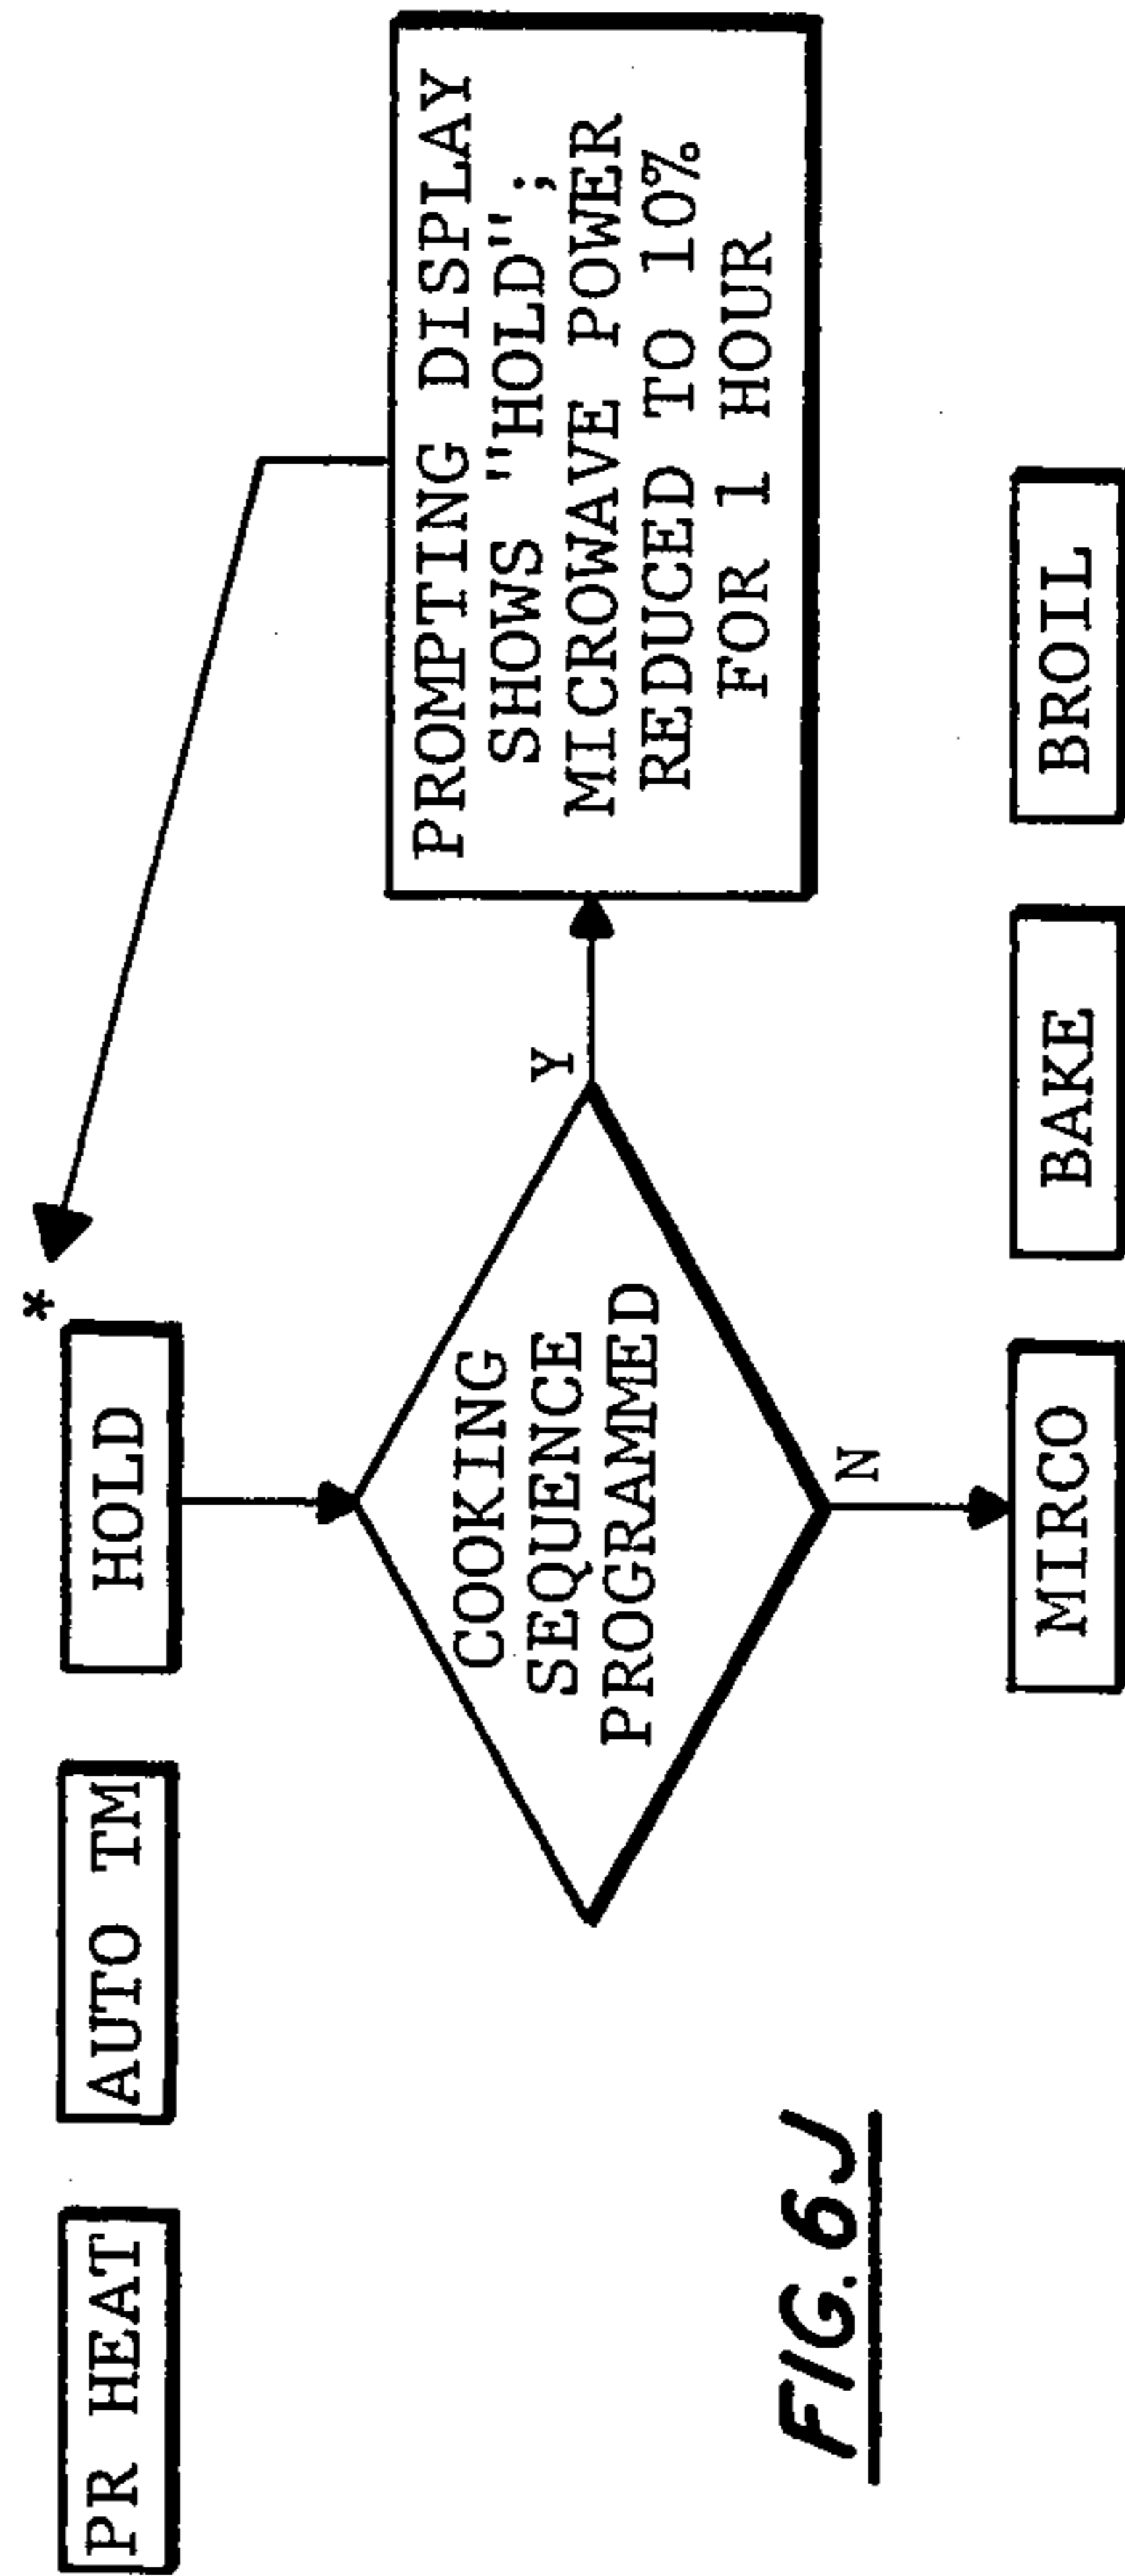 PR HEAT
AUTO TM
HOLD
*
COOKING
SEQUENCE
PROGRAMMED
Y
N
PROMPTING DISPLAY
SHOWS "HOLD";
MICROWAVE POWER
REDUCED TO 10%
FOR 1 HOUR
MIRCO
BAKE
BROIL
FIG. 6J